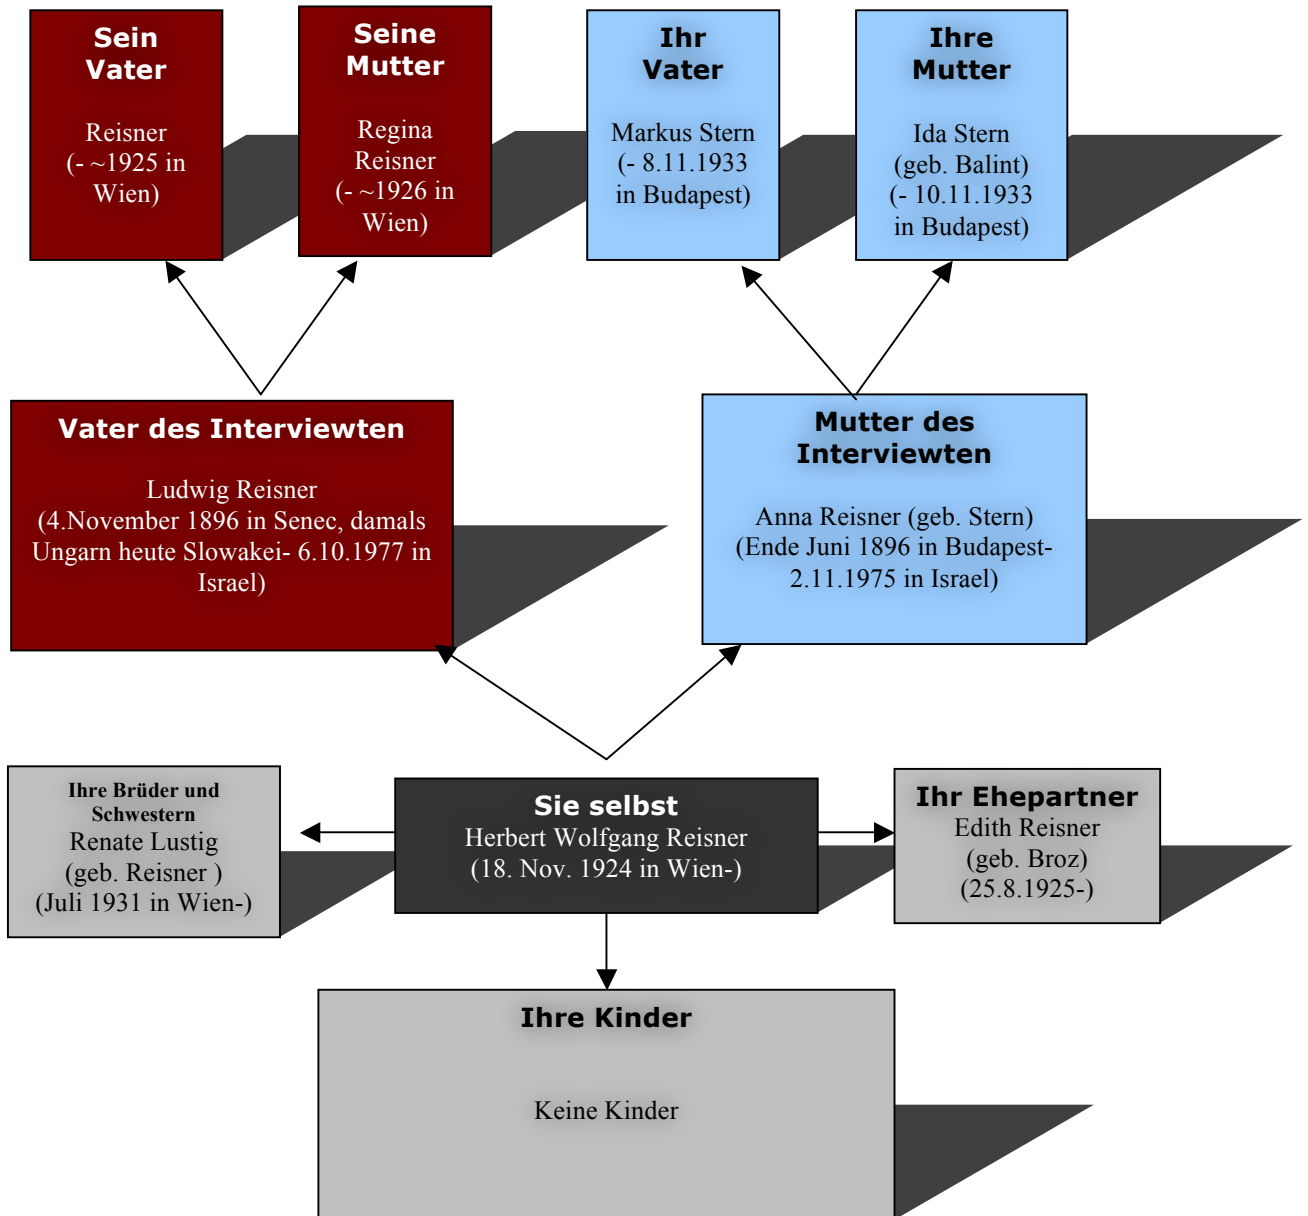 Sein
Vater
Reisner
(- ~1925 in
Wien)
Seine
Mutter
Regina
Reisner
(- ~1926 in
Wien)
Ihr
Vater
Markus Stern
(- 8.11.1933
in Budapest)
Ihre
Mutter
Ida Stern
(geb. Balint)
(- 10.11.1933
in Budapest)
Vater des Interviewten
Ludwig Reisner
(4.November 1896 in Senec, damals
Ungarn heute Slowakei- 6.10.1977 in
Israel)
Mutter des
Interviewten
Anna Reisner (geb. Stern)
(Ende Juni 1896 in Budapest-
2.11.1975 in Israel)
Ihre Brüder und
Schwestern
Renate Lustig
(geb. Reisner )
(Juli 1931 in Wien-)
Sie selbst
Herbert Wolfgang Reisner
(18. Nov. 1924 in Wien-)
Ihr Ehepartner
Edith Reisner
(geb. Broz)
(25.8.1925-)
Ihre Kinder
Keine Kinder